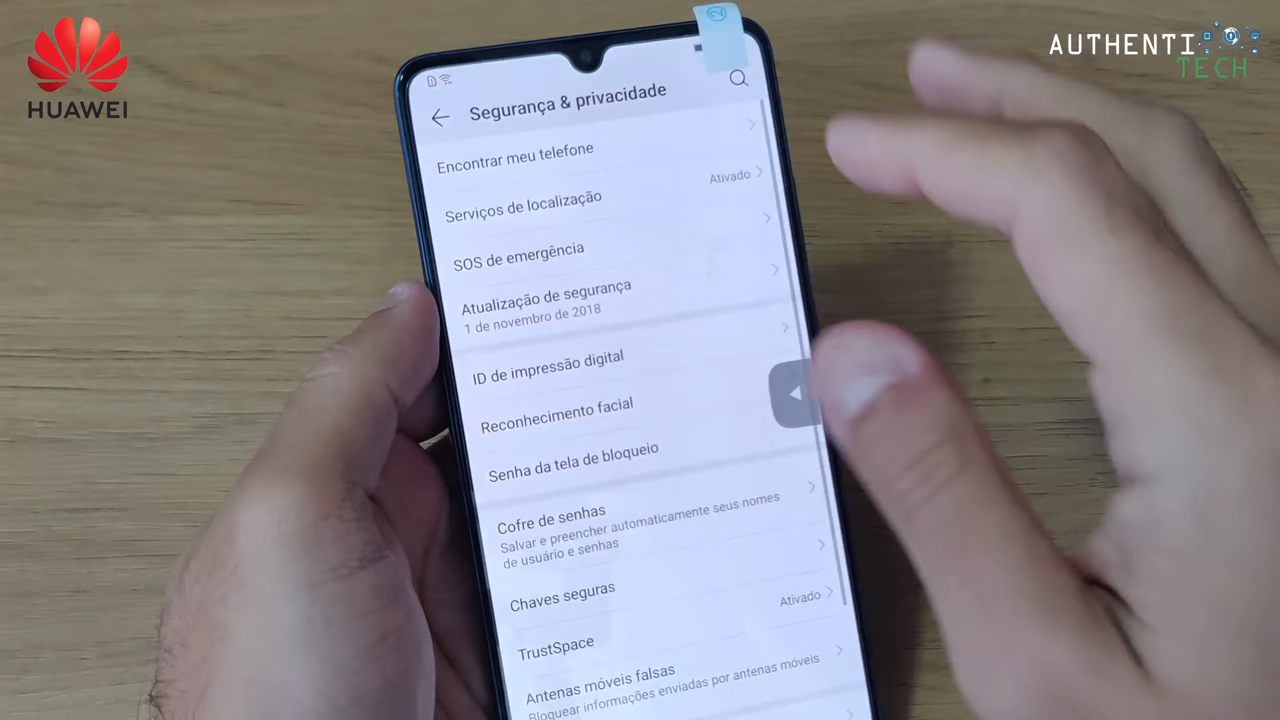 HUAWEI
AUTHENTI
TECH
Segurança & privacidade
Encontrar meu telefone
Serviços de localização
Ativado
SOS de emergência
Atualização de segurança
1 de novembro de 2018
ID de impressão digital
Reconhecimento facial
Senha da tela de bloqueio
Cofre de senhas
Salvar e preencher automaticamente seus nomes
de usuário e senhas
Chaves seguras
TrustSpace
Ativado
Antenas móveis falsas
Bloquear informações enviadas por antenas móveis